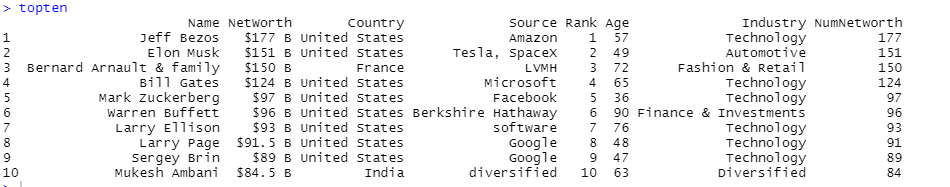 > topten
Name NetWorth Country Source Rank Age Industry NumNetworth
1 Jeff Bezos $177 B United States Amazon 1 57 Technology 177
2 Elon Musk $151 B United States Tesla, SpaceX 2 49 Automotive 151
3 Bernard Arnault & family $150 B France LVMH 3 72 Fashion & Retail 150
4 Bill Gates $124 B United States Microsoft 4 65 Technology 124
5 Mark Zuckerberg $97 B United States Facebook 5 36 Technology 97
6 Warren Buffett $96 B United States Berkshire Hathaway 6 90 Finance & Investments 96
7 Larry Ellison $93 B United States software 7 76 Technology 93
8 Larry Page $91.5 B United States Google 8 48 Technology 91
9 Sergey Brin $89 B United States Google 9 47 Technology 89
10 Mukesh Ambani $84.5 B India diversified 10 63 Diversified 84
>